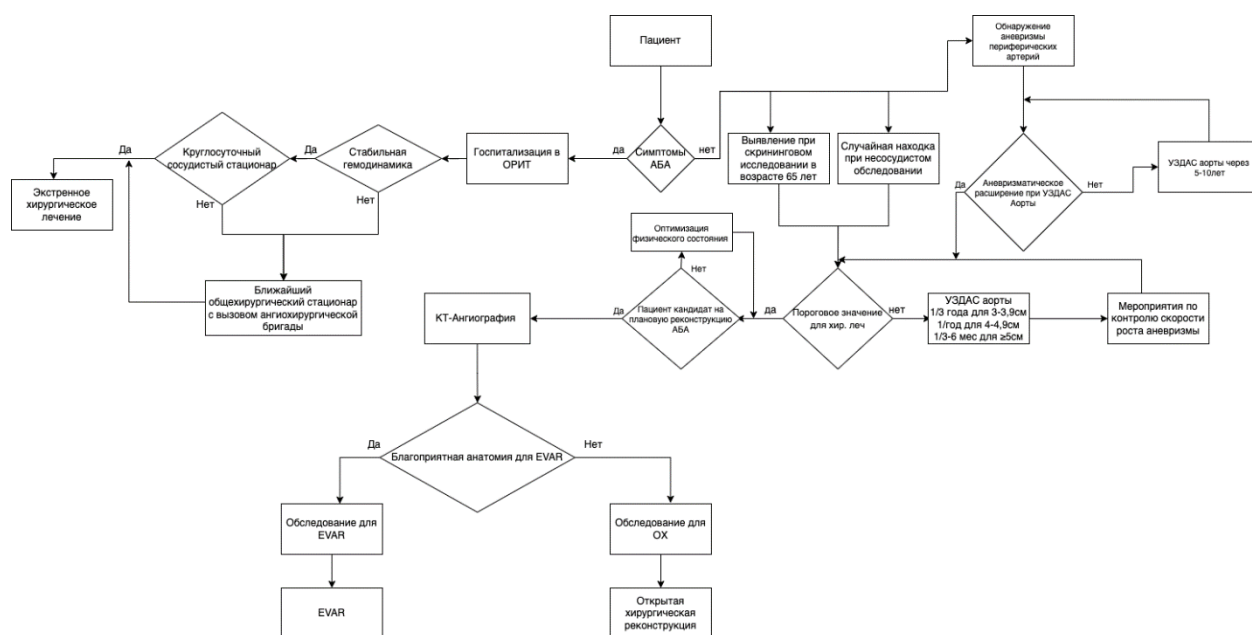 Пациент
Обнаружение
аневризмы
периферических
артерий
Симптомы
АБА
да
нет
Госпитализация в
ОРИТ
Стабильная
гемодинамика
Да
Нет
Круглосуточный
сосудистый стационар
Да
Нет
Экстренное
хирургическое
лечение
Ближайший
общехирургический стационар
с вызовом ангиохирургической
бригады
Выявление при
скрининговом
исследовании в
возрасте 65 лет
Случайная находка
при несосудистом
обследовании
Аневризматическое
расширение при УЗДАС
Аорты
Да
Нет
УЗДАС аорты через
5-10лет
Оптимизация
физического состояния
Нет
Пациент кандидат на
плановую реконструкцию
АБА
Да
Пороговое значение
для хир. леч
да
нет
УЗДАС аорты
1/3 года для 3-3,9см
1/год для 4-4,9см
1/3-6 мес для ≥5см
Мероприятия по
контролю скорости
роста аневризмы
КТ-Ангиография
Благоприятная анатомия для EVAR
Да
Нет
Обследование для
EVAR
Обследование для
ОХ
EVAR
Открытая
хирургическая
реконструкция